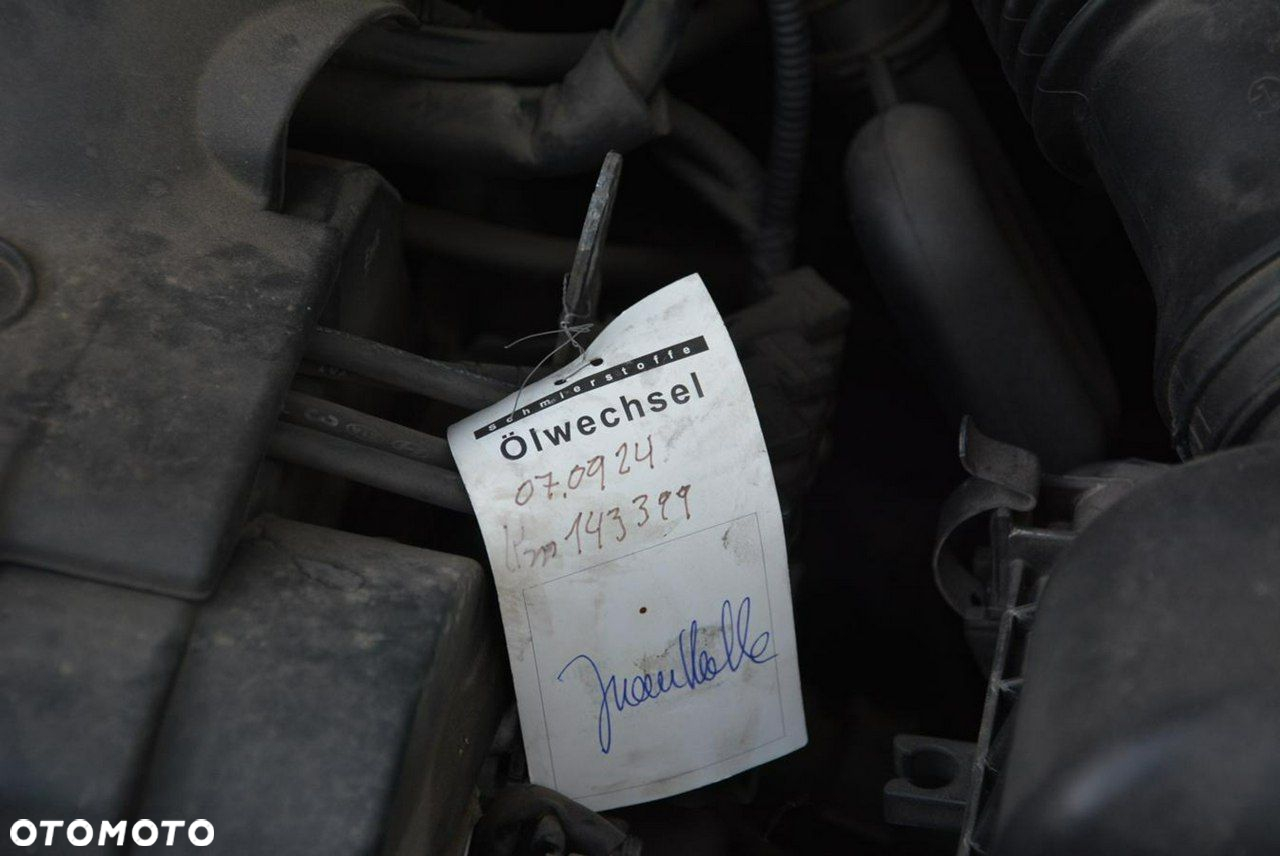 schmierstoffe
Ölwechsel
07.09 24
Km 143399
OTOMOTO